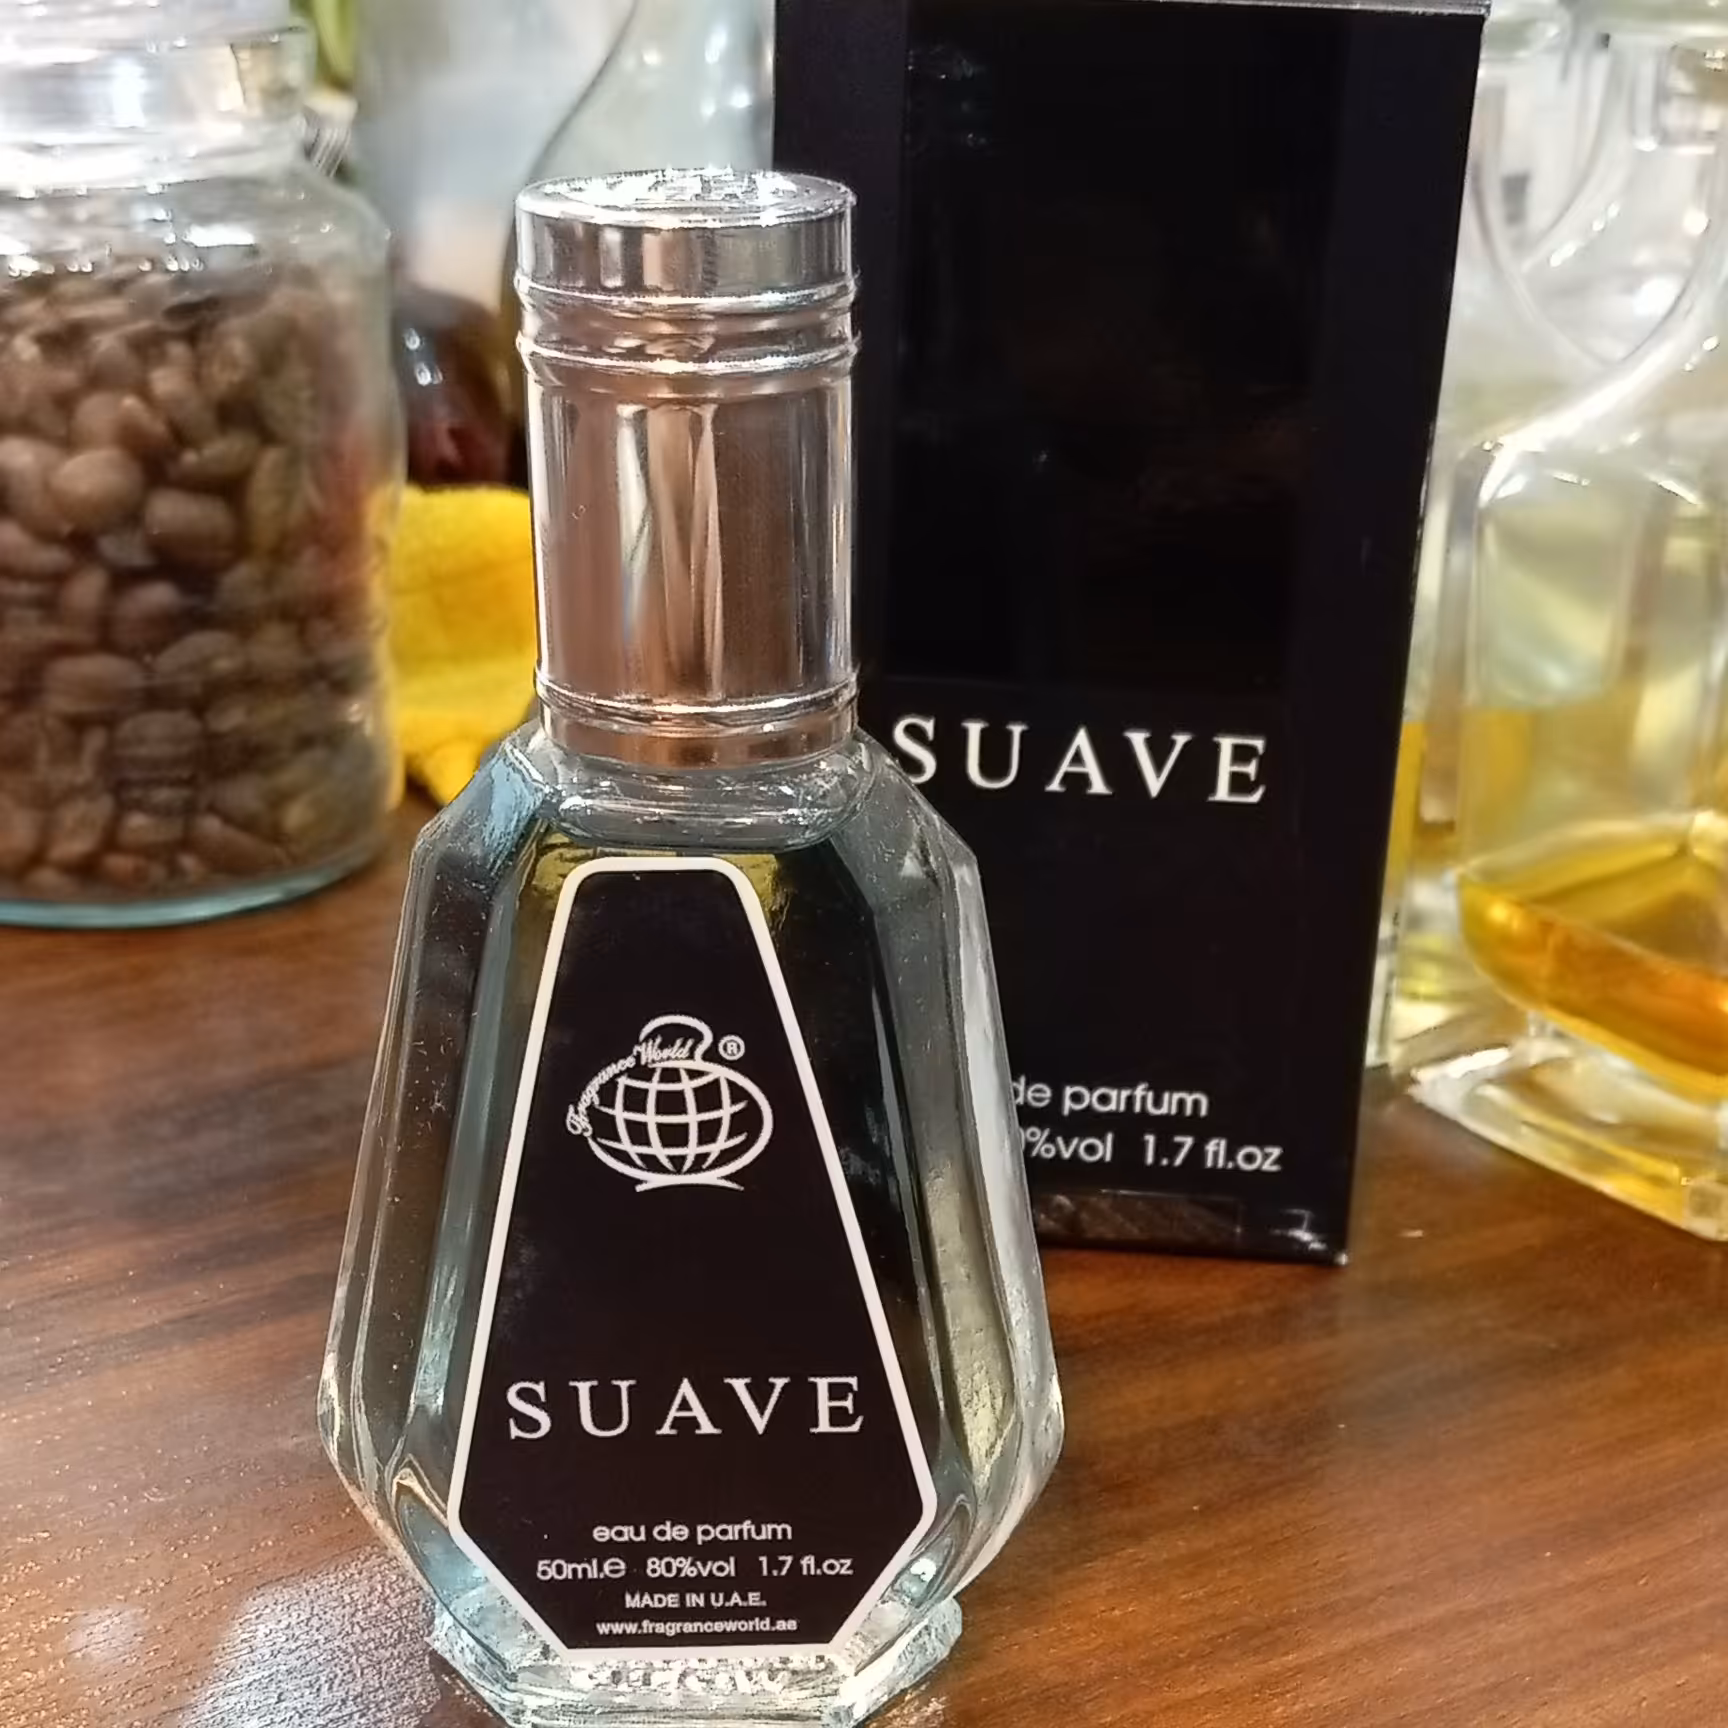 SUAVE
de parfum
%vol 1.7 fl.oz
Fragrance World ®
SUAVE
eau de parfum
50ml.e 80%vol 1.7 fl.oz
MADE IN U.A.E.
www.fragranceworld.ae